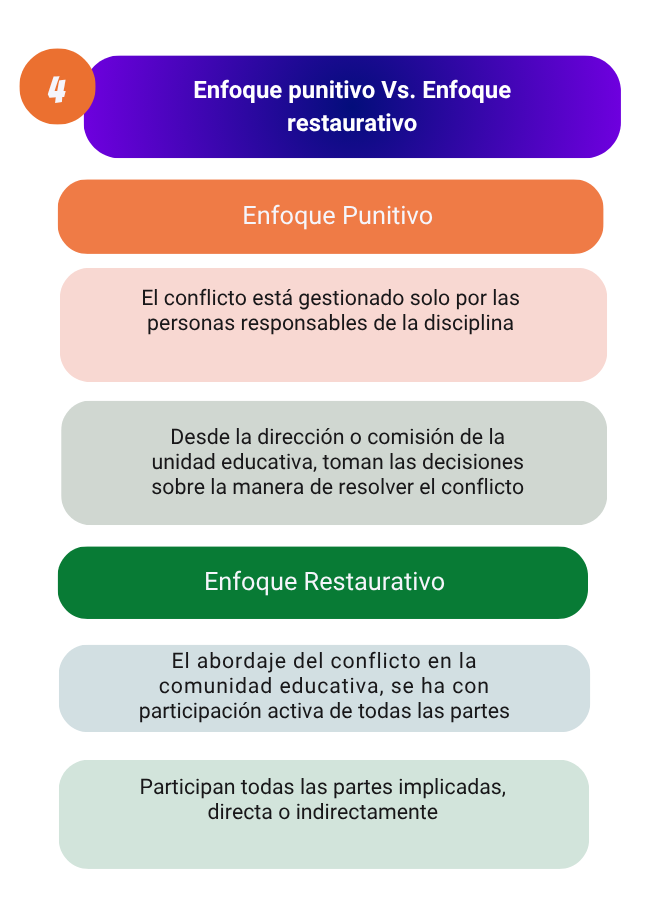 4
Enfoque punitivo Vs. Enfoque
restaurativo
Enfoque Punitivo
El conflicto está gestionado solo por las
personas responsables de la disciplina
Desde la dirección o comisión de la
unidad educativa, toman las decisiones
sobre la manera de resolver el conflicto
Enfoque Restaurativo
El abordaje del conflicto en la
comunidad educativa, se ha con
participación activa de todas las partes
Participan todas las partes implicadas,
directa o indirectamente